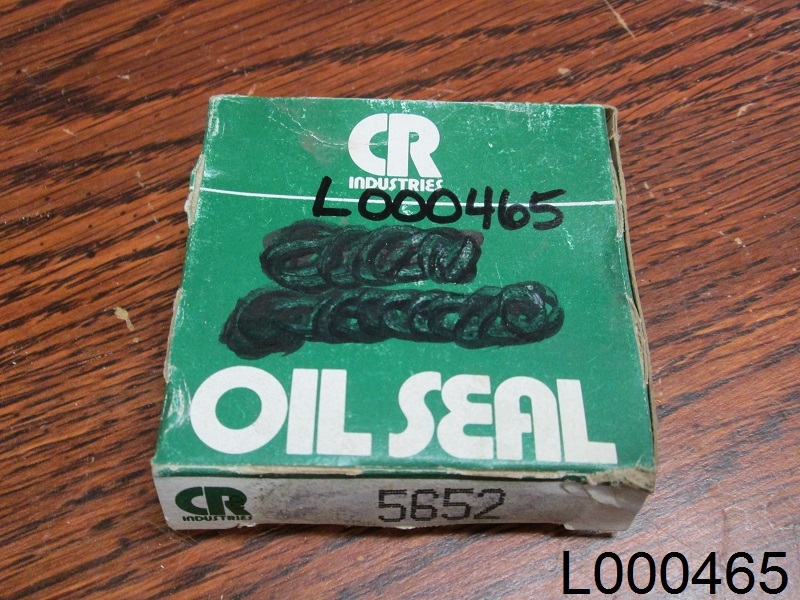 CR
INDUSTRIES
L000465
OIL SEAL
CR
INDUSTRIES
5652
L000465